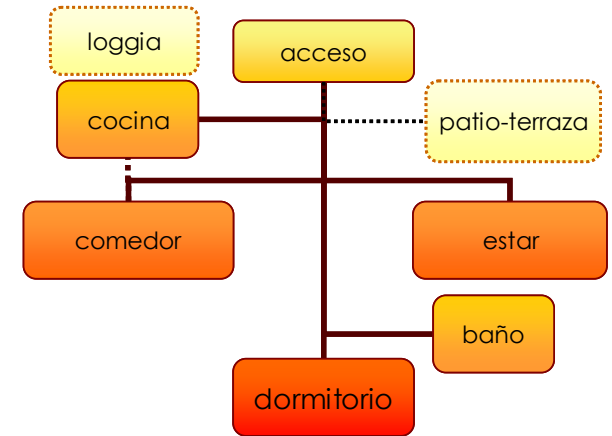 loggia
acceso
cocina
patio-terraza
comedor
estar
baño
dormitorio